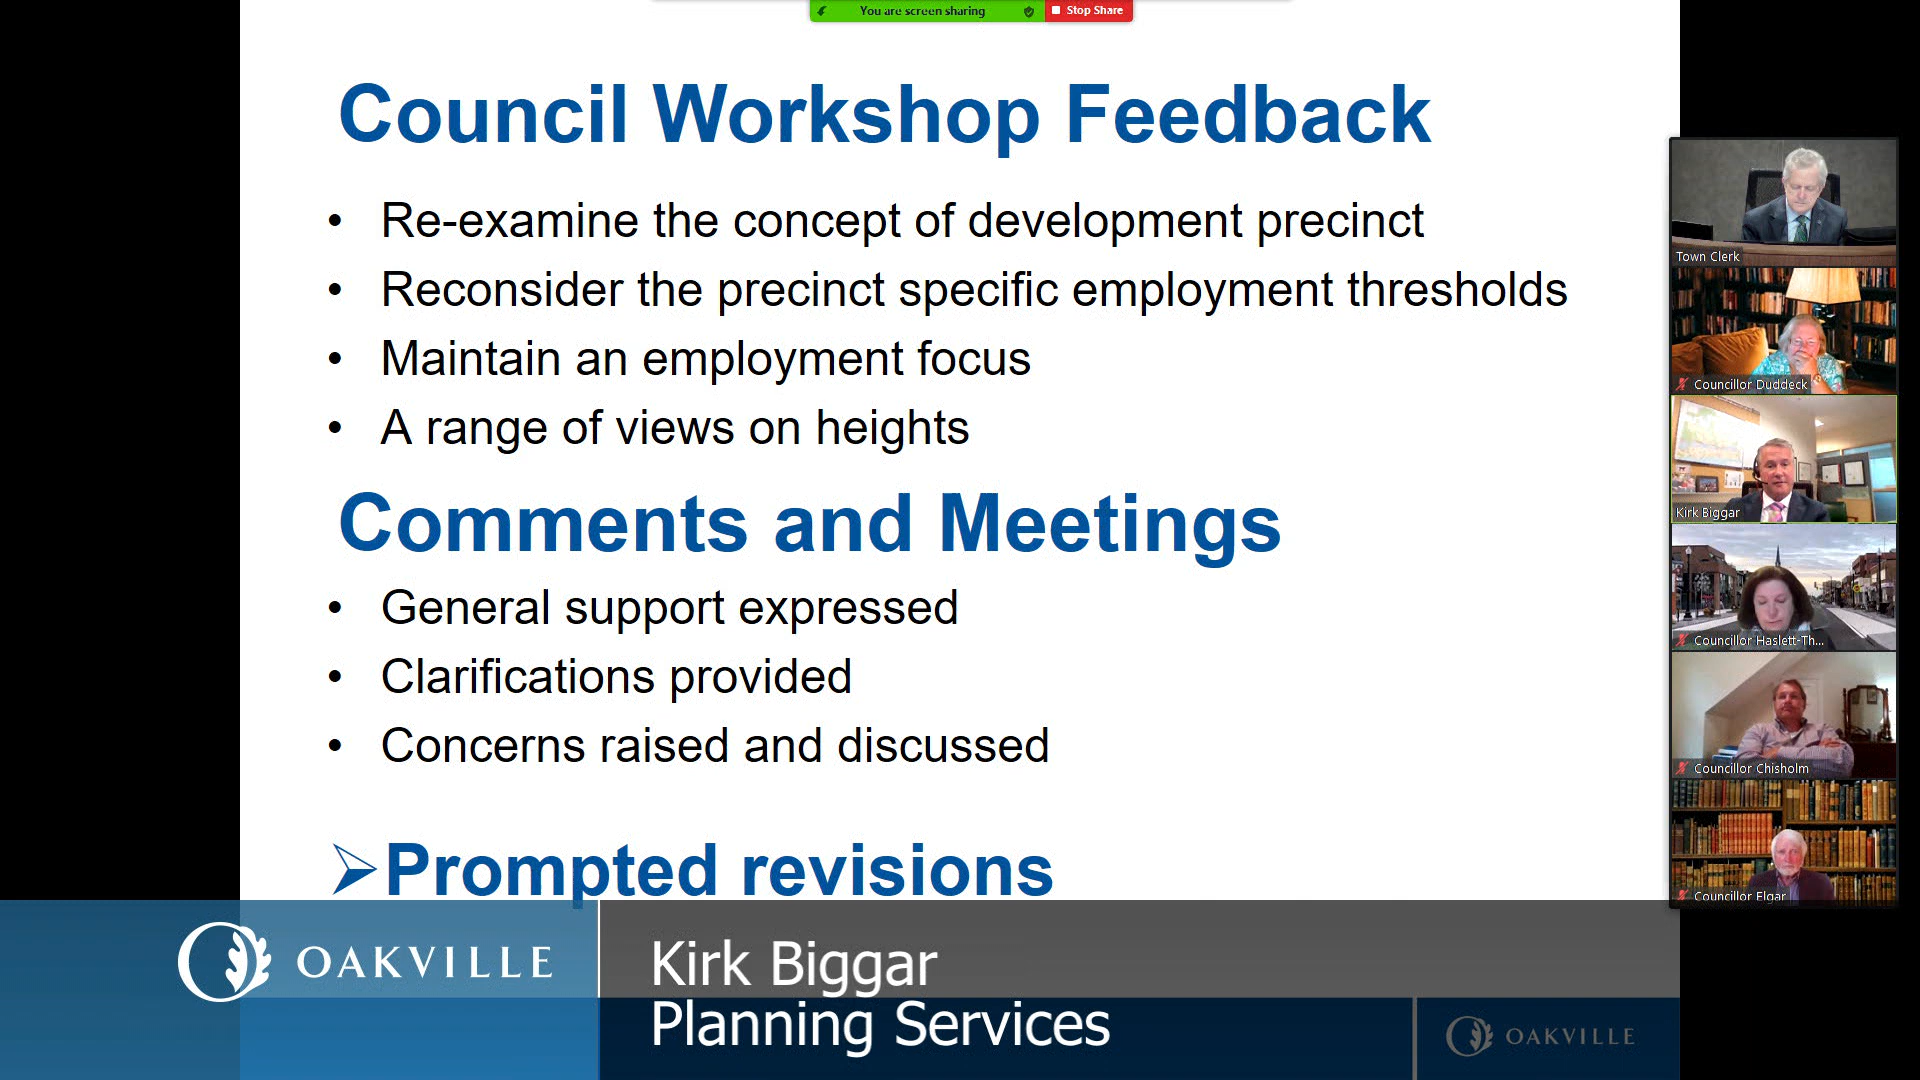 You are screen sharing
Stop Share
Council Workshop Feedback
• Re-examine the concept of development precinct
• Reconsider the precinct specific employment thresholds
• Maintain an employment focus
• A range of views on heights
Comments and Meetings
• General support expressed
• Clarifications provided
• Concerns raised and discussed
➢Prompted revisions
Town Clerk
Councillor Duddeck
Kirk Biggar
Councillor Haslett-Th...
Councillor Chisholm
Councillor Elgar
OAKVILLE
Kirk Biggar
Planning Services
OAKVILLE